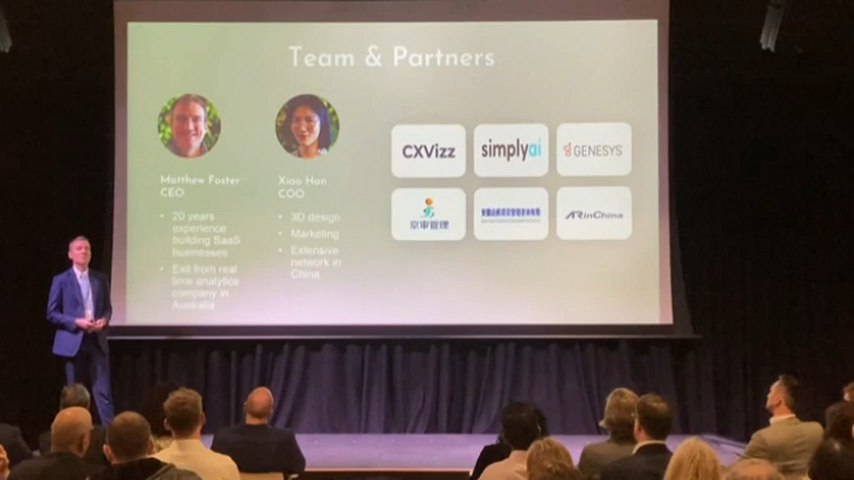 Team & Partners
Matthew Foster
CEO
• 20 years
experience
building SaaS
businesses
• Exit from real
time analytics
company in
Australia
Xiao Han
COO
• 3D design
• Marketing
• Extensive
network in
China
CXVizz
simplyai
GENESYS
京审管理
ARinChina